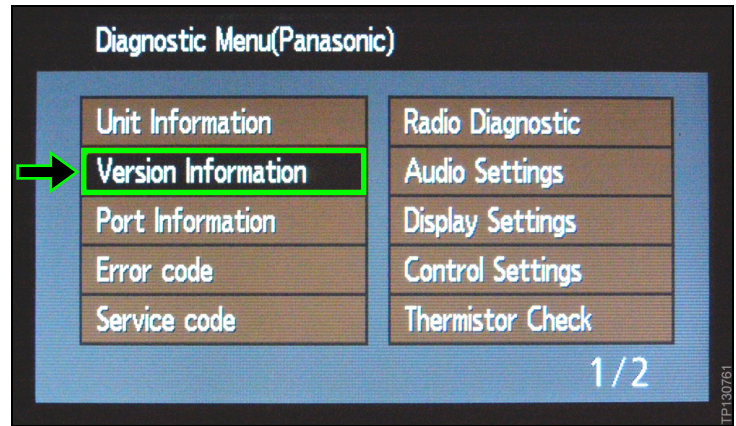 Diagnostic Menu(Panasonic)
Unit Information
Version Information
Port Information
Error code
Service code
Radio Diagnostic
Audio Settings
Display Settings
Control Settings
Thermistor Check
1/2
TP130761